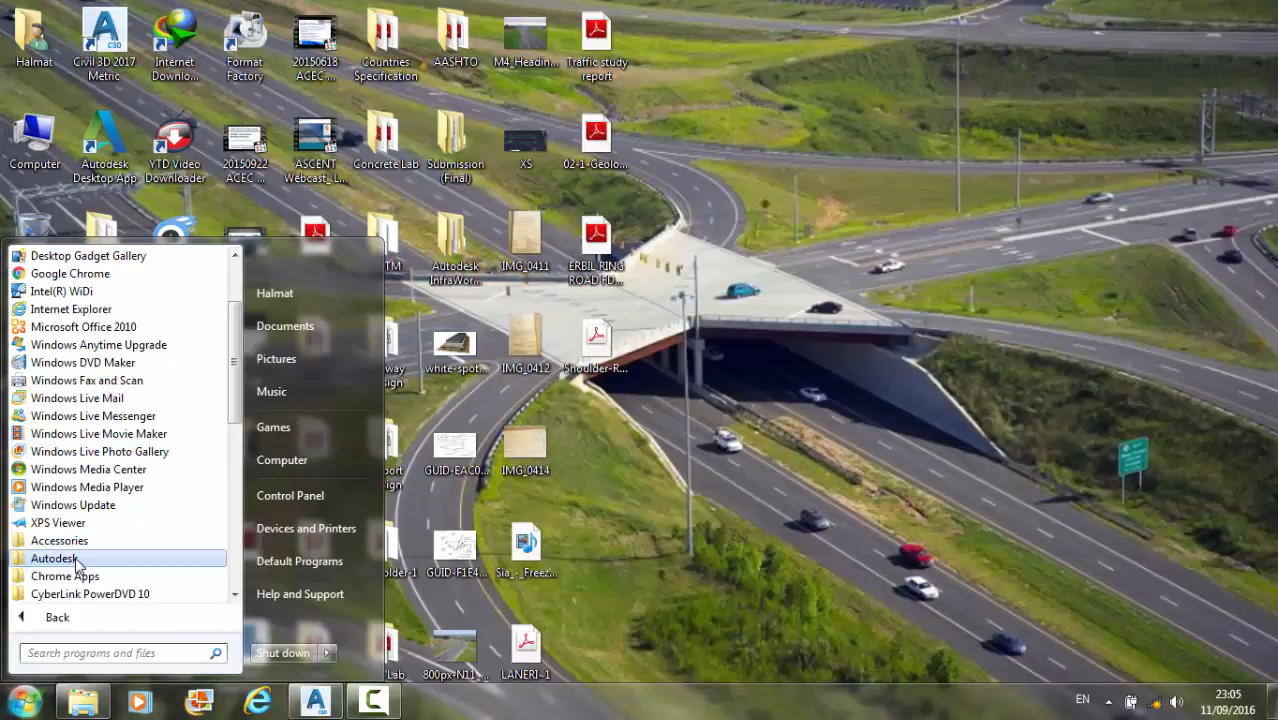 Halmat
Civil 3D 2017
Metric
Internet
Downlo...
Format
Factory
20150618
ACEC ...
Countries
Specification
AASHTO
M4_Headin...
Traffic study
report
Computer
Autodesk
Desktop App
YTD Video
Downloader
20150922
ACEC ...
ASCENT
Webcast_ L...
Concrete Lab
Submission
(Final)
XS
02-1-Geolo...
Autodesk
InfraWor...
IMG_0411
ERBIL RING
white-spot...
IMG_0412
Shoulder-R...
GUID-EAC0...
IMG_0414
GUID-F1E4...
Sia_-_Freez...
800px-N11_...
LANERI~1
Desktop Gadget Gallery
Google Chrome
Intel(R) WiDi
Internet Explorer
Microsoft Office 2010
Windows Anytime Upgrade
Windows DVD Maker
Windows Fax and Scan
Windows Live Mail
Windows Live Messenger
Windows Live Movie Maker
Windows Live Photo Gallery
Windows Media Center
Windows Media Player
Windows Update
XPS Viewer
Accessories
Autodesk
Chrome Apps
CyberLink PowerDVD 10
Back
Search programs and files
Halmat
Documents
Pictures
Music
Games
Computer
Control Panel
Devices and Printers
Default Programs
Help and Support
Shut down
EN
23:05
11/09/2016